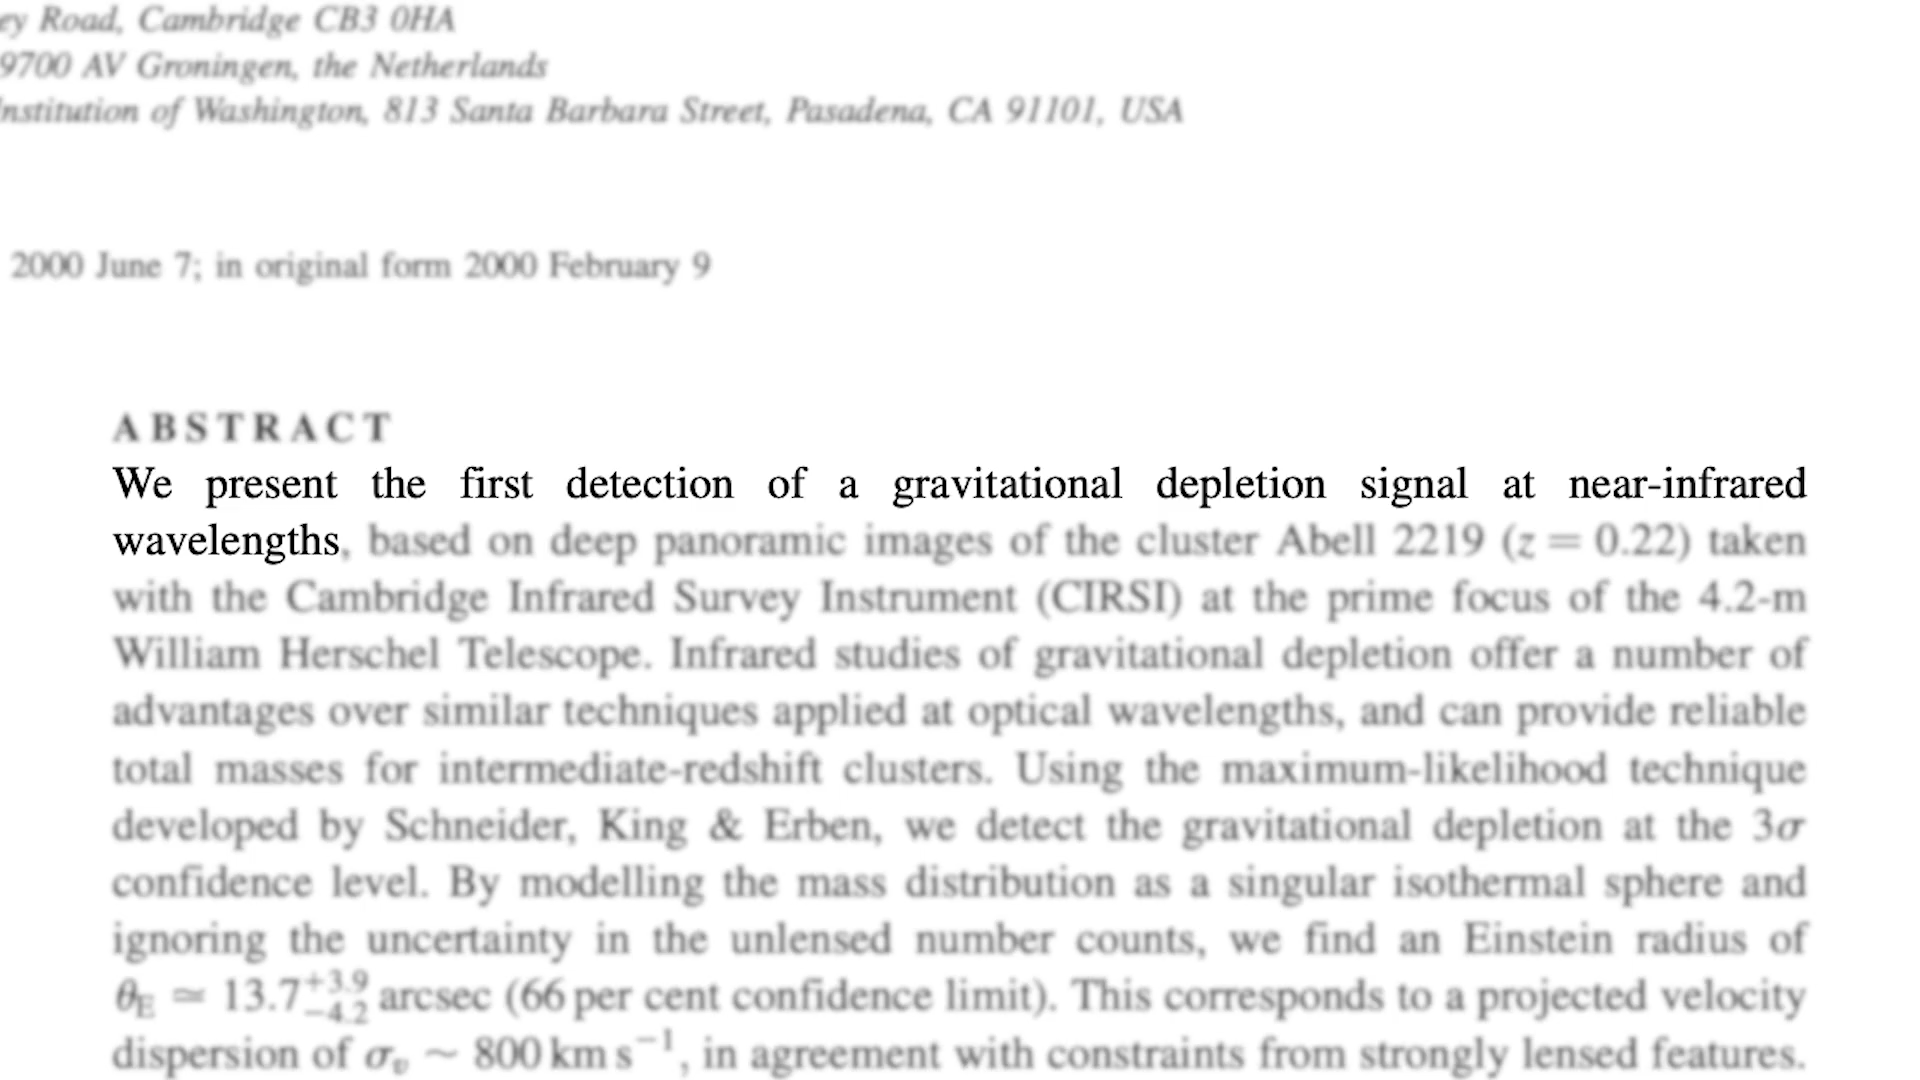 ey Road, Cambridge CB3 0HA
9700 AV Groningen, the Netherlands
Institution of Washington, 813 Santa Barbara Street, Pasadena, CA 91101, USA
2000 June 7; in original form 2000 February 9
ABSTRACT
We present the first detection of a gravitational depletion signal at near-infrared
wavelengths, based on deep panoramic images of the cluster Abell 2219 (z = 0.22) taken
with the Cambridge Infrared Survey Instrument (CIRSI) at the prime focus of the 4.2-m
William Herschel Telescope. Infrared studies of gravitational depletion offer a number of
advantages over similar techniques applied at optical wavelengths, and can provide reliable
total masses for intermediate-redshift clusters. Using the maximum-likelihood technique
developed by Schneider, King & Erben, we detect the gravitational depletion at the 3σ
confidence level. By modelling the mass distribution as a singular isothermal sphere and
ignoring the uncertainty in the unlensed number counts, we find an Einstein radius of
θ_E ≃ 13.7^{+3.9}_{−4.2} arcsec (66 per cent confidence limit). This corresponds to a projected velocity
dispersion of σ_v ∼ 800 km s^{−1}, in agreement with constraints from strongly lensed features.